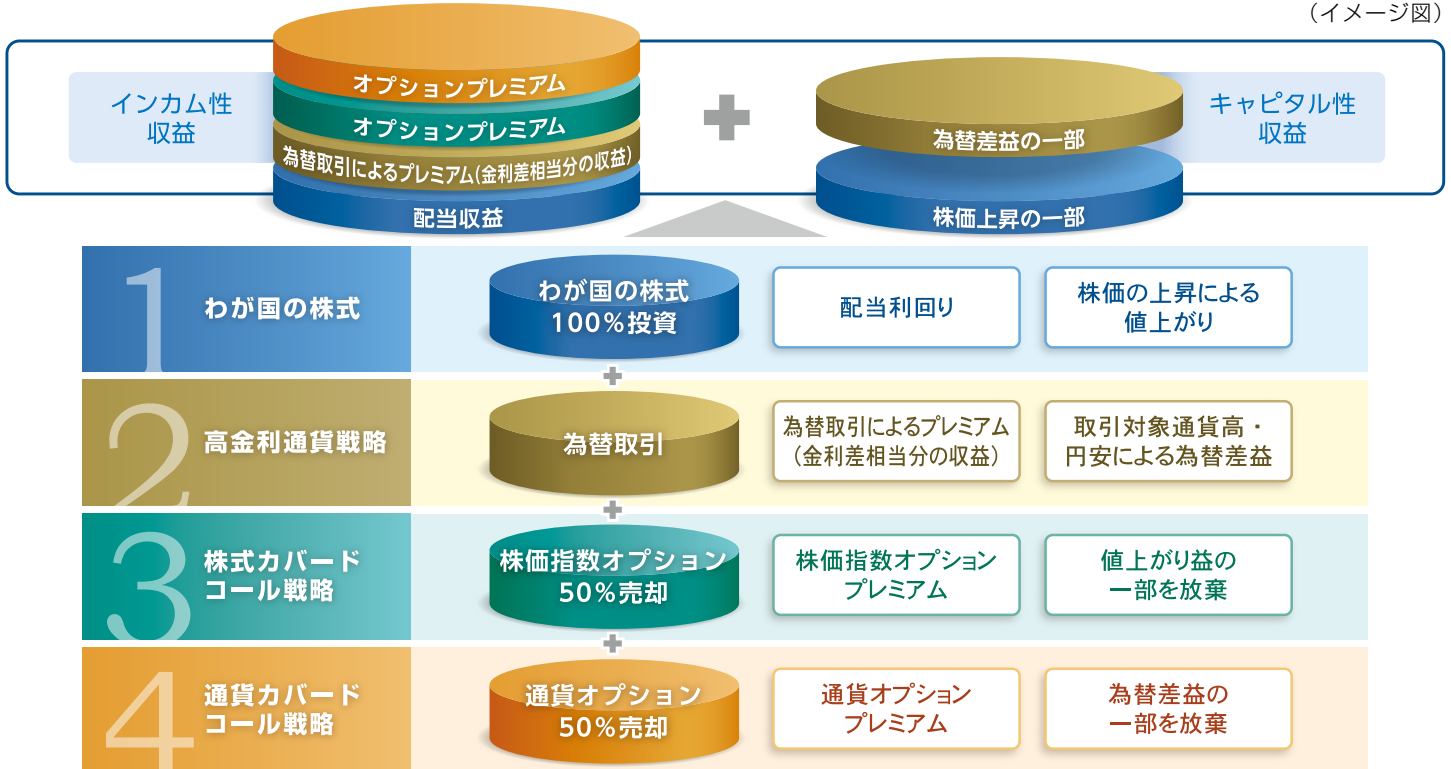 （イメージ図）
インカム性
収益
オプションプレミアム
オプションプレミアム
為替取引によるプレミアム(金利差相当分の収益)
配当収益
為替差益の一部
株価上昇の一部
キャピタル性
収益
1
わが国の株式
わが国の株式
100％投資
配当利回り
株価の上昇による
値上がり
2
高金利通貨戦略
為替取引
為替取引によるプレミアム
（金利差相当分の収益）
取引対象通貨高・
円安による為替差益
3
株式カバード
コール戦略
株価指数オプション
50％売却
株価指数オプション
プレミアム
値上がり益の
一部を放棄
4
通貨カバード
コール戦略
通貨オプション
50％売却
通貨オプション
プレミアム
為替差益の
一部を放棄